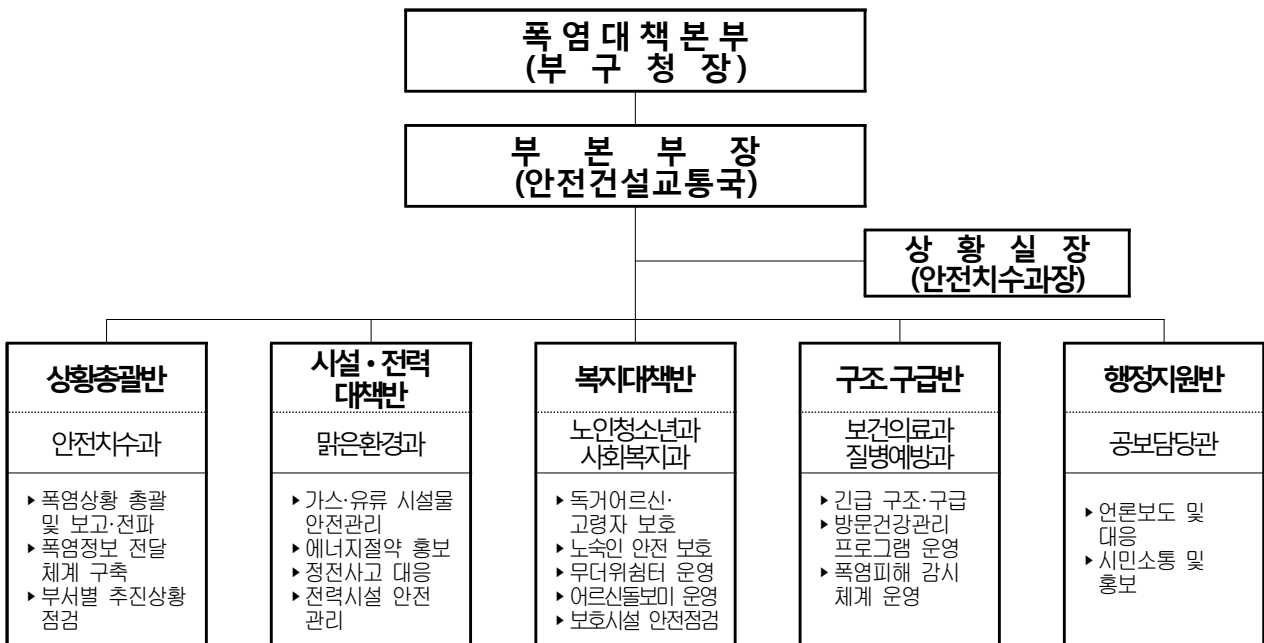 폭 염 대 책 본 부
(부 구 청 장)
부 본 부 장
(안전건설교통국)
상 황 실 장
(안전치수과장)
상황총괄반
안전치수과
▸폭염상황 총괄
및 보고·전파
▸폭염정보 전달
체계 구축
▸부서별 추진상황
점검
시설·전력
대책반
맑은환경과
▸가스·유류 시설물
안전관리
▸에너지절약 홍보
▸정전사고 대응
▸전력시설 안전
관리
복지대책반
노인청소년과
사회복지과
▸독거어르신·
고령자 보호
▸노숙인 안전 보호
▸무더위쉼터 운영
▸어르신돌보미 운영
▸보호시설 안전점검
구조 구급반
보건의료과
질병예방과
▸긴급 구조·구급
▸방문건강관리
프로그램 운영
▸폭염피해 감시
체계 운영
행정지원반
공보담당관
▸언론보도 및
대응
▸시민소통 및
홍보